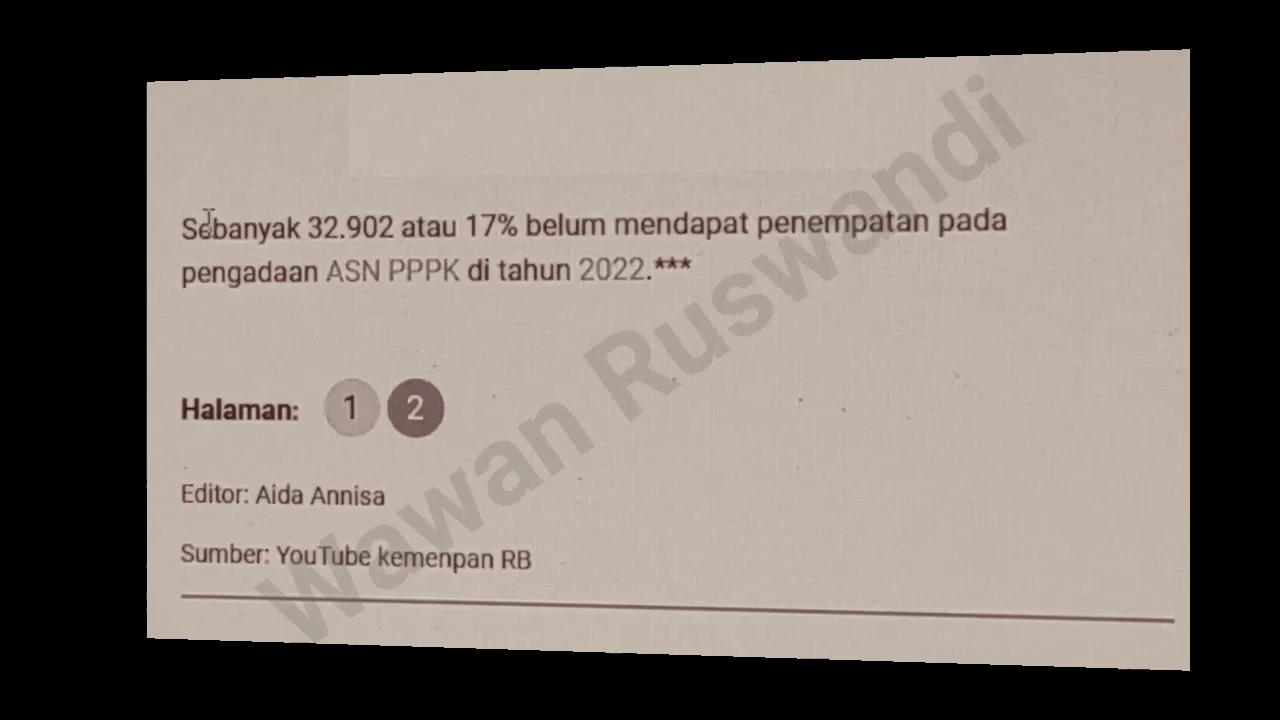 Sebanyak 32.902 atau 17% belum mendapat penempatan pada
pengadaan ASN PPPK di tahun 2022.***
Halaman: 1 2
Editor: Aida Annisa
Sumber: YouTube kemenpan RB
Wawan Ruswandi